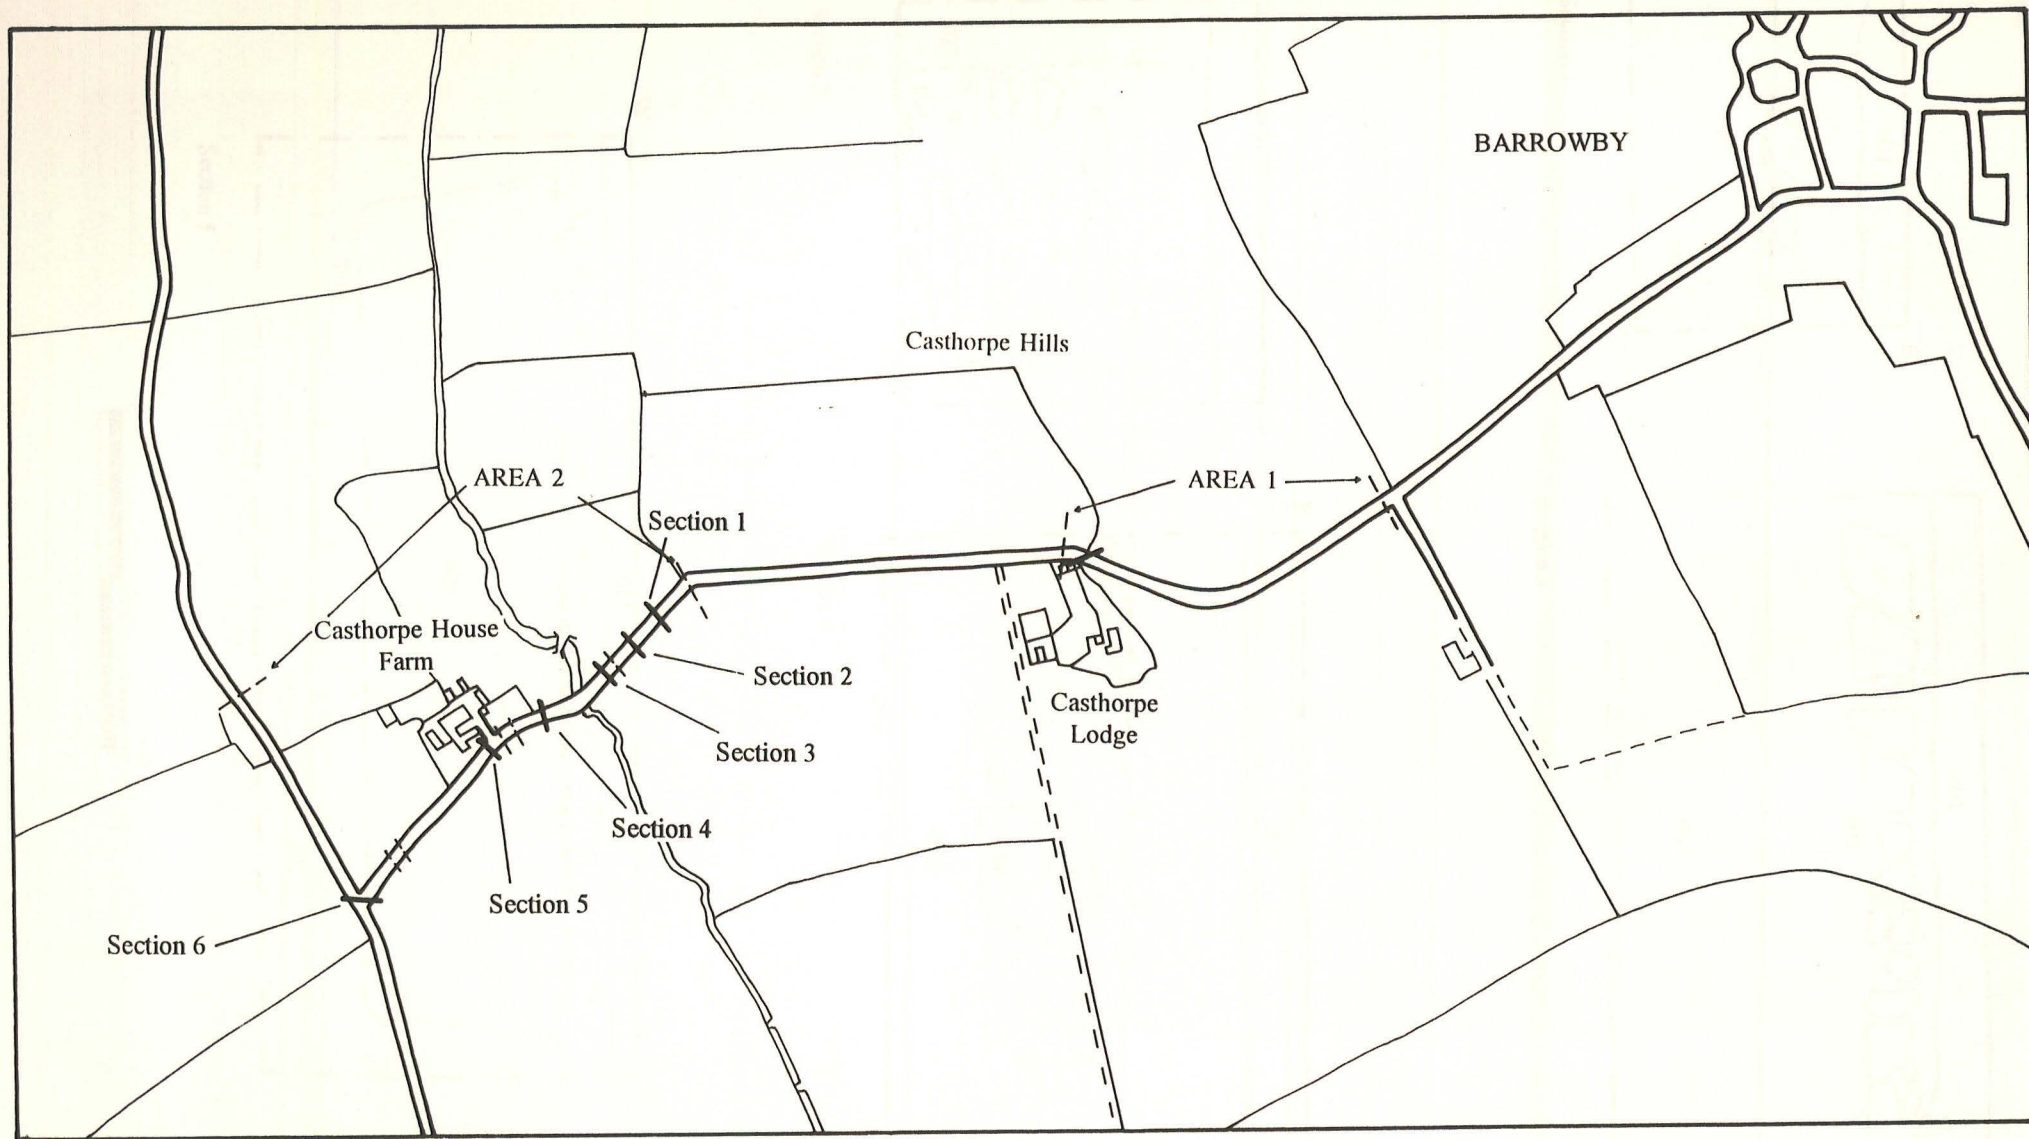 BARROWBY
Casthorpe Hills
AREA 2
AREA 1
Section 1
Casthorpe House
Farm
Section 2
Casthorpe
Lodge
Section 3
Section 4
Section 5
Section 6